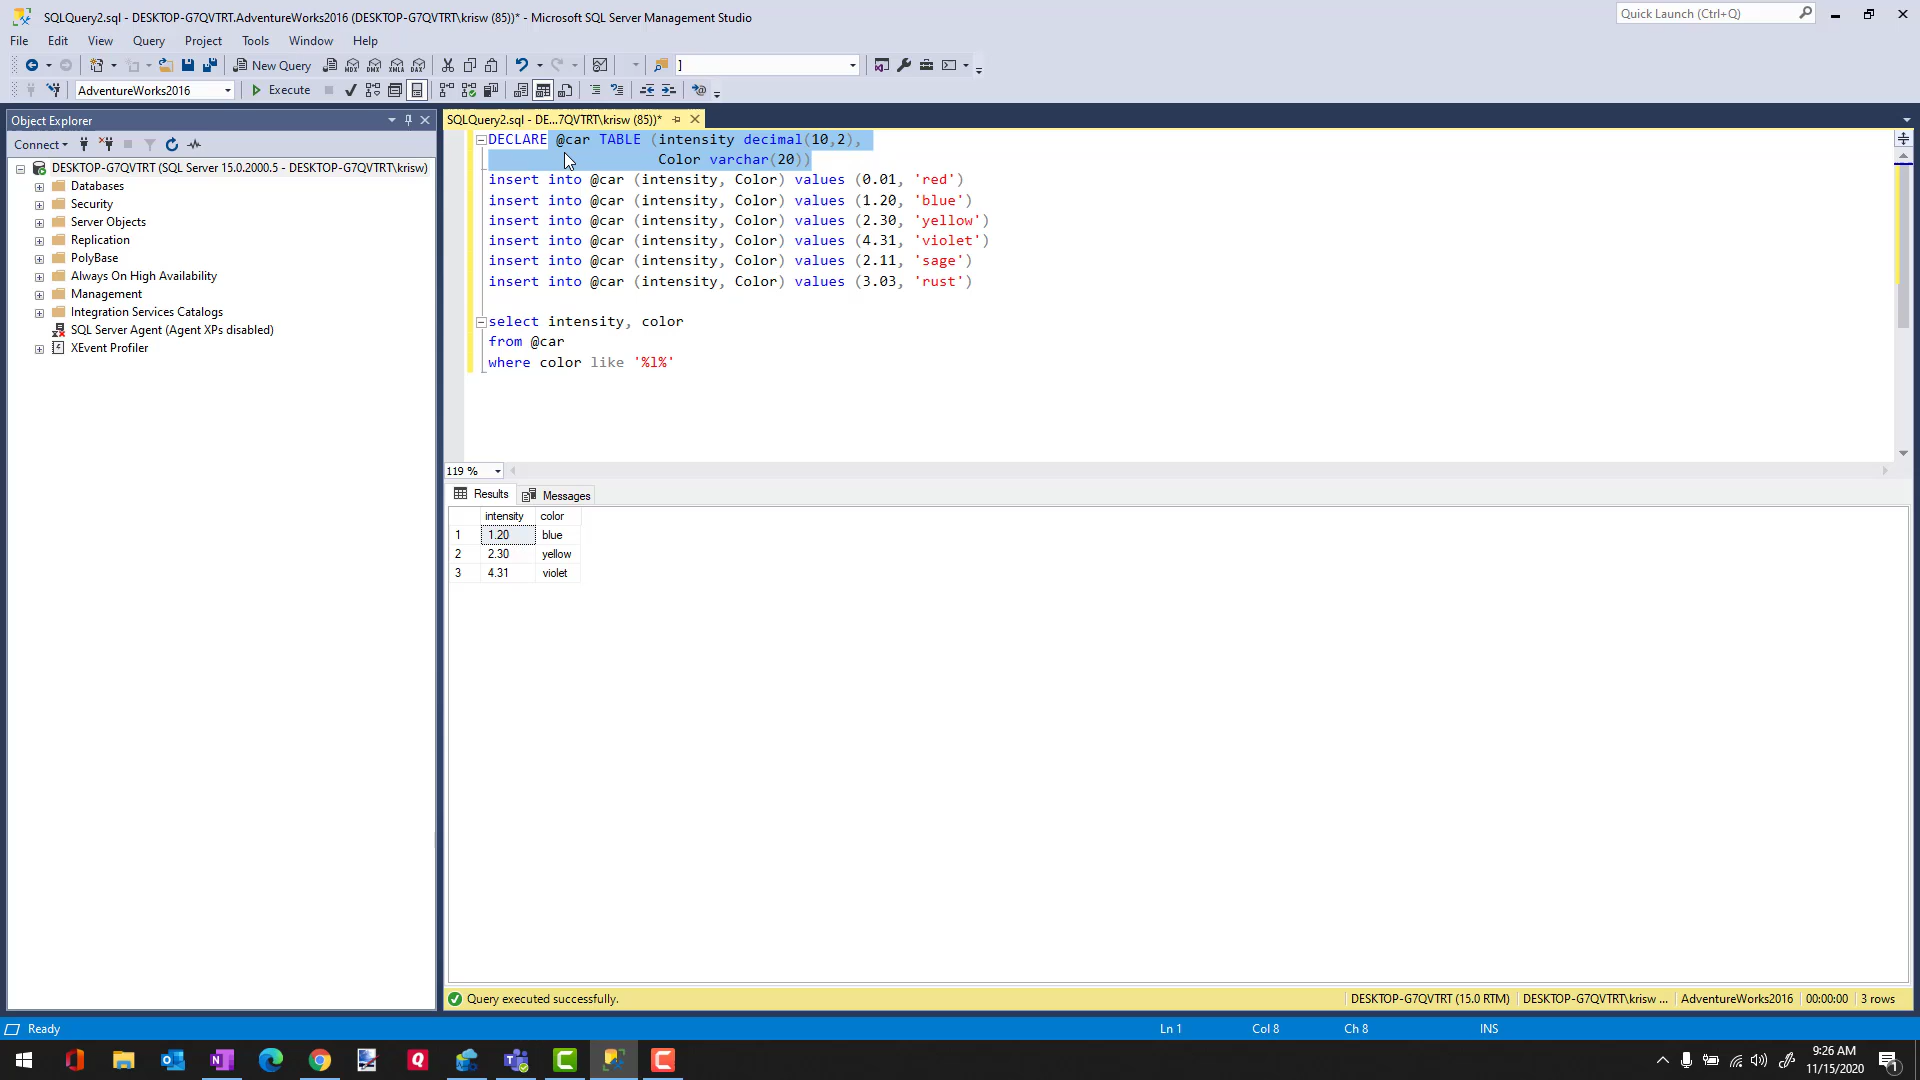 SQLQuery2.sql - DESKTOP-G7QVTRT.AdventureWorks2016 (DESKTOP-G7QVTRT\krisw (85))* - Microsoft SQL Server Management Studio
Quick Launch (Ctrl+Q)
File Edit View Query Project Tools Window Help
New Query
MDX DMX XMLA DAX
]
AdventureWorks2016
Execute
Object Explorer
Connect
DESKTOP-G7QVTRT (SQL Server 15.0.2000.5 - DESKTOP-G7QVTRT\krisw)
Databases
Security
Server Objects
Replication
PolyBase
Always On High Availability
Management
Integration Services Catalogs
SQL Server Agent (Agent XPs disabled)
XEvent Profiler
SQLQuery2.sql - DE...7QVTRT\krisw (85))*
DECLARE @car TABLE (intensity decimal(10,2),
Color varchar(20))
insert into @car (intensity, Color) values (0.01, 'red')
insert into @car (intensity, Color) values (1.20, 'blue')
insert into @car (intensity, Color) values (2.30, 'yellow')
insert into @car (intensity, Color) values (4.31, 'violet')
insert into @car (intensity, Color) values (2.11, 'sage')
insert into @car (intensity, Color) values (3.03, 'rust')
select intensity, color
from @car
where color like '%l%'
119 %
Results Messages
intensity color
1 1.20 blue
2 2.30 yellow
3 4.31 violet
Query executed successfully.
DESKTOP-G7QVTRT (15.0 RTM) DESKTOP-G7QVTRT\krisw ... AdventureWorks2016 00:00:00 3 rows
Ready
Ln 1 Col 8 Ch 8 INS
9:26 AM
11/15/2020
1